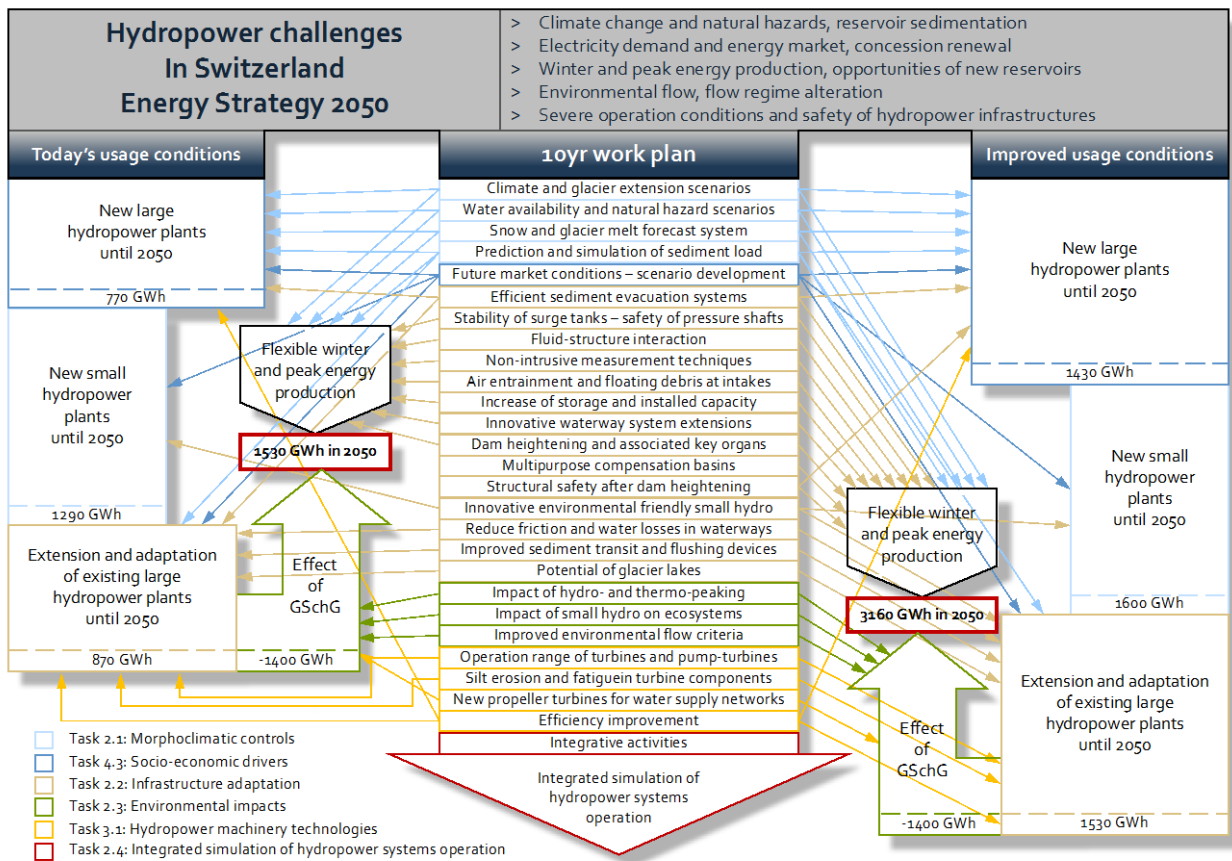 Hydropower challenges
In Switzerland
Energy Strategy 2050
> Climate change and natural hazards, reservoir sedimentation
> Electricity demand and energy market, concession renewal
> Winter and peak energy production, opportunities of new reservoirs
> Environmental flow, flow regime alteration
> Severe operation conditions and safety of hydropower infrastructures
Today's usage conditions
New large
hydropower plants
until 2050
770 GWh
New small
hydropower
plants
until 2050
1290 GWh
Extension and adaptation
of existing large
hydropower plants
until 2050
870 GWh
Flexible winter
and peak energy
production
1530 GWh in 2050
Effect
of
GSchG
-1400 GWh
10yr work plan
Climate and glacier extension scenarios
Water availability and natural hazard scenarios
Snow and glacier melt forecast system
Prediction and simulation of sediment load
Future market conditions – scenario development
Efficient sediment evacuation systems
Stability of surge tanks – safety of pressure shafts
Fluid-structure interaction
Non-intrusive measurement techniques
Air entrainment and floating debris at intakes
Increase of storage and installed capacity
Innovative waterway system extensions
Dam heightening and associated key organs
Multipurpose compensation basins
Structural safety after dam heightening
Innovative environmental friendly small hydro
Reduce friction and water losses in waterways
Improved sediment transit and flushing devices
Potential of glacier lakes
Impact of hydro- and thermo-peaking
Impact of small hydro on ecosystems
Improved environmental flow criteria
Operation range of turbines and pump-turbines
Silt erosion and fatiguein turbine components
New propeller turbines for water supply networks
Efficiency improvement
Integrative activities
Integrated simulation of
hydropower systems
operation
Improved usage conditions
New large
hydropower plants
until 2050
1430 GWh
New small
hydropower
plants
until 2050
1600 GWh
Flexible winter
and peak energy
production
3160 GWh in 2050
Effect
of
GSchG
-1400 GWh
Extension and adaptation
of existing large
hydropower plants
until 2050
1530 GWh
Task 2.1: Morphoclimatic controls
Task 4.3: Socio-economic drivers
Task 2.2: Infrastructure adaptation
Task 2.3: Environmental impacts
Task 3.1: Hydropower machinery technologies
Task 2.4: Integrated simulation of hydropower systems operation